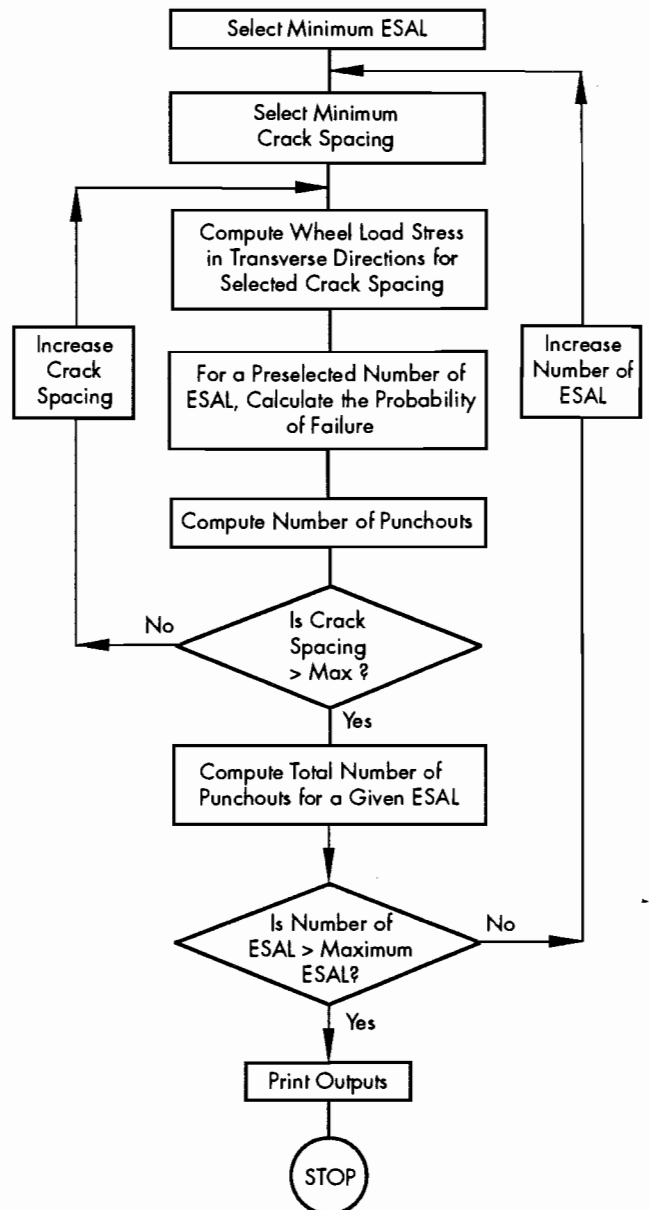 Select Minimum ESAL
Select Minimum
Crack Spacing
Compute Wheel Load Stress
in Transverse Directions for
Selected Crack Spacing
Increase
Crack
Spacing
Increase
Number of
ESAL
For a Preselected Number of
ESAL, Calculate the Probability
of Failure
Compute Number of Punchouts
No
Is Crack
Spacing
> Max ?
Yes
Compute Total Number of
Punchouts for a Given ESAL
Is Number of
ESAL > Maximum
ESAL?
No
Yes
Print Outputs
STOP